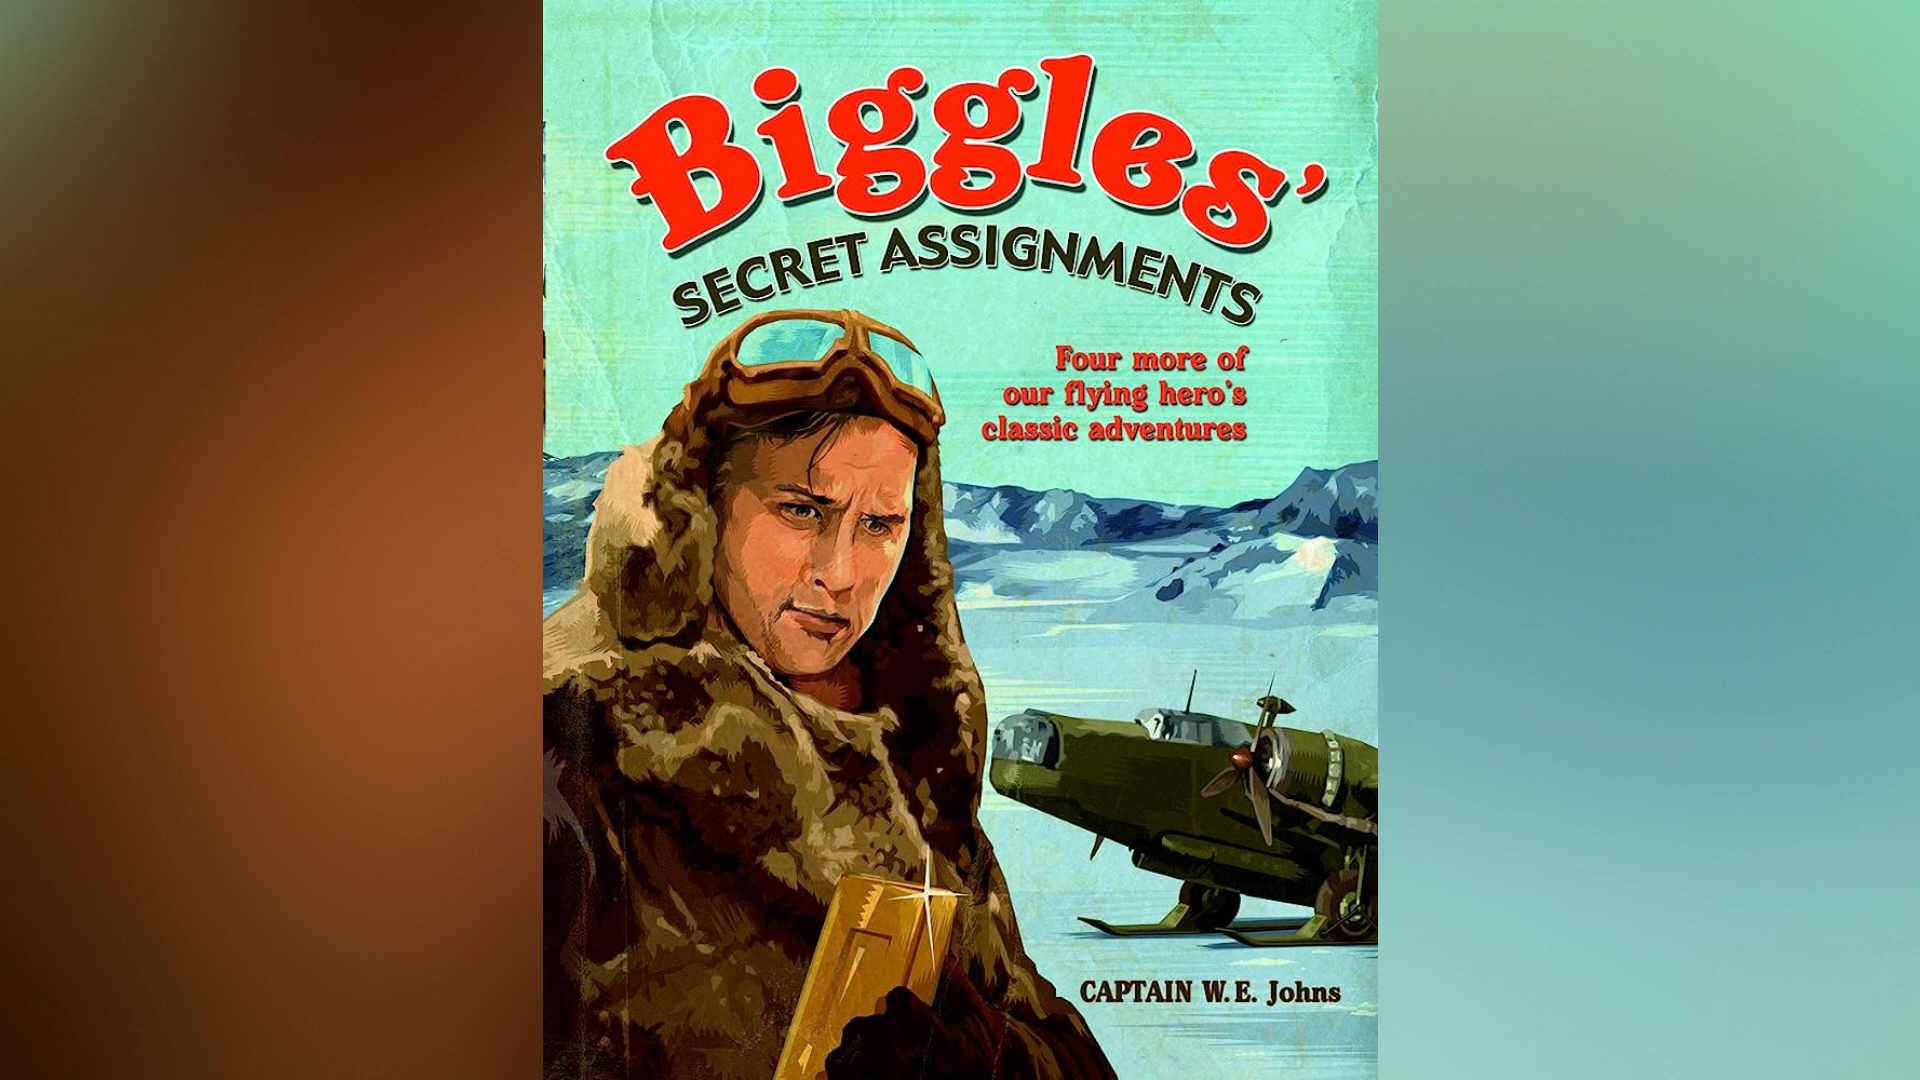 Biggles’
SECRET ASSIGNMENTS
Four more of
our flying hero's
classic adventures
CAPTAIN W.E. Johns